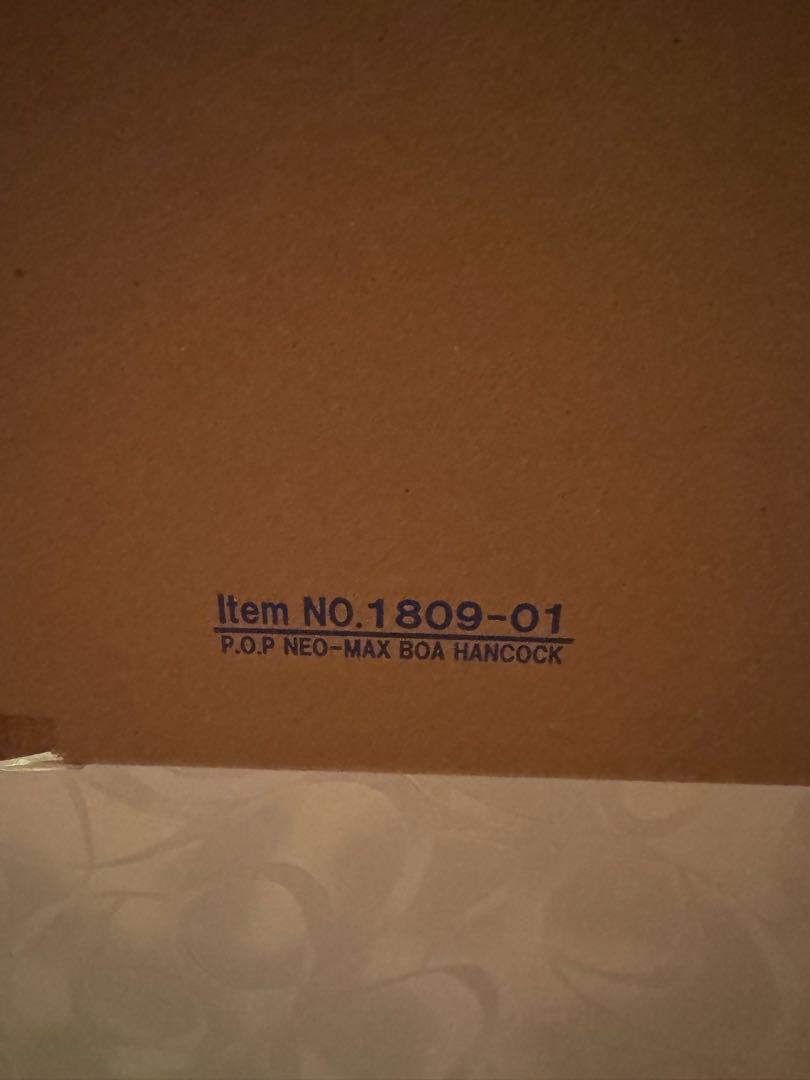 Item NO.1809-01
P.O.P NEO-MAX BOA HANCOCK